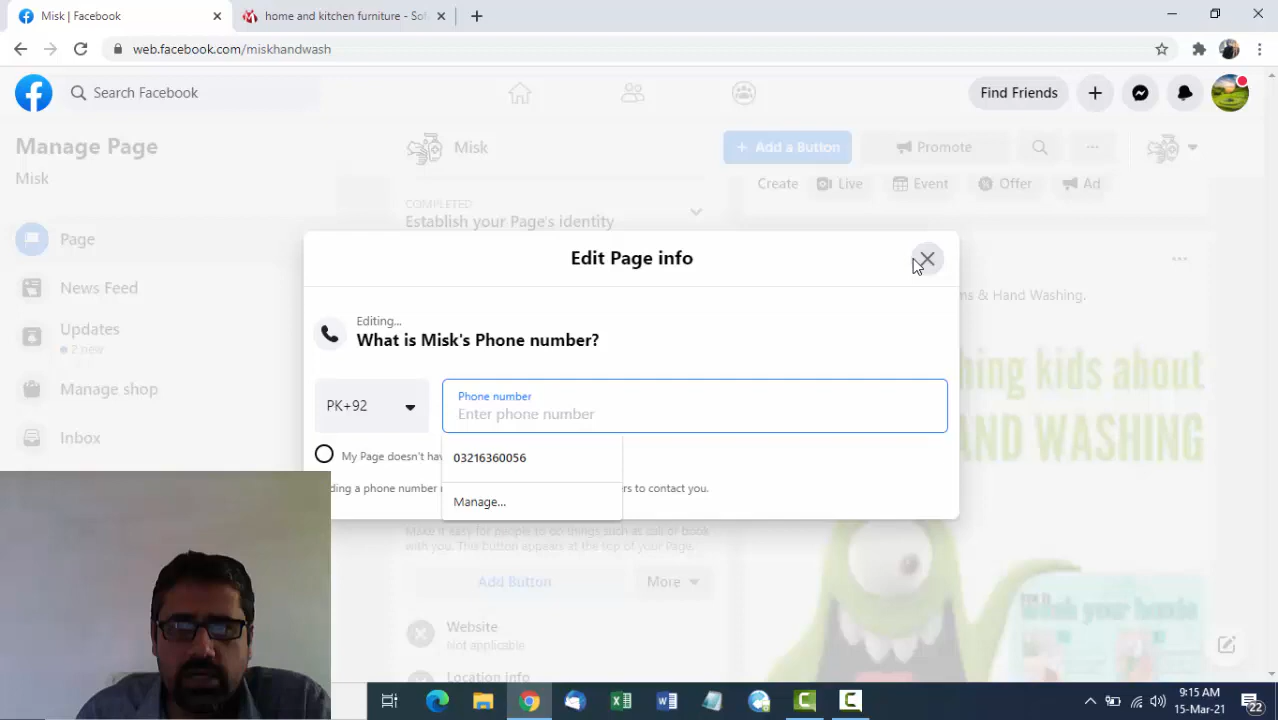 Misk | Facebook
home and kitchen furniture - Sof
web.facebook.com/miskhandwash
Search Facebook
Find Friends
Manage Page
Misk
Misk
Add a Button
Promote
Create
Live
Event
Offer
Ad
COMPLETED
Establish your Page's identity
Page
Edit Page info
News Feed
ms & Hand Washing.
Updates
2 new
Editing...
What is Misk's Phone number?
Manage shop
PK+92
Phone number
Enter phone number
hing kids about
AND WASHING
Inbox
My Page doesn't hav
03216360056
ding a phone number
rs to contact you.
Manage...
Make it easy for people to do things such as call or book
with you. This button appears at the top of your Page.
Add Button
More
Website
Not applicable
Location info
wash your hands
9:15 AM
15-Mar-21
22